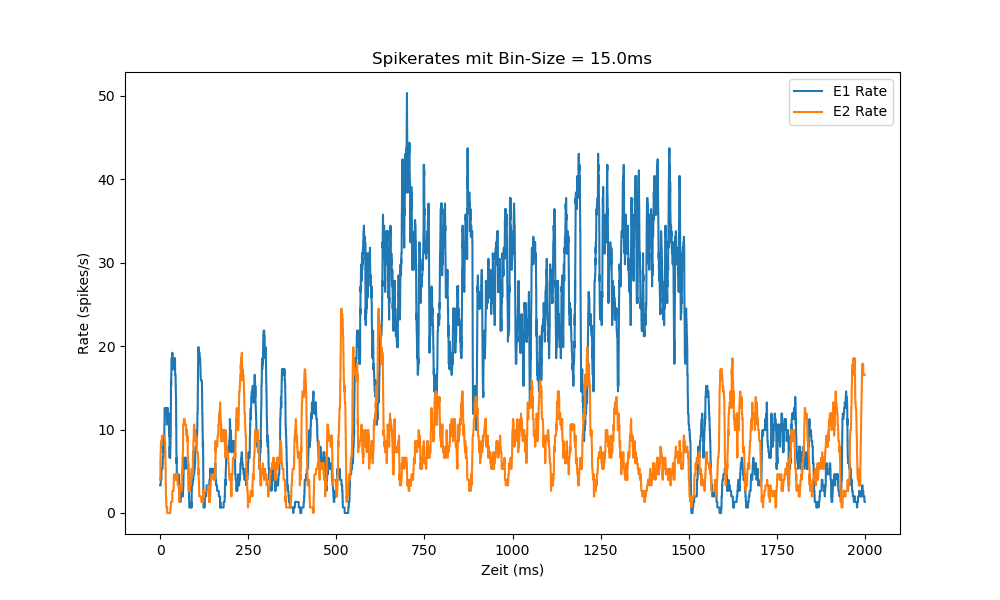 Spikerates mit Bin-Size = 15.0ms
E1 Rate
E2 Rate
50
40
30
20
10
0
Rate (spikes/s)
0 250 500 750 1000 1250 1500 1750 2000
Zeit (ms)